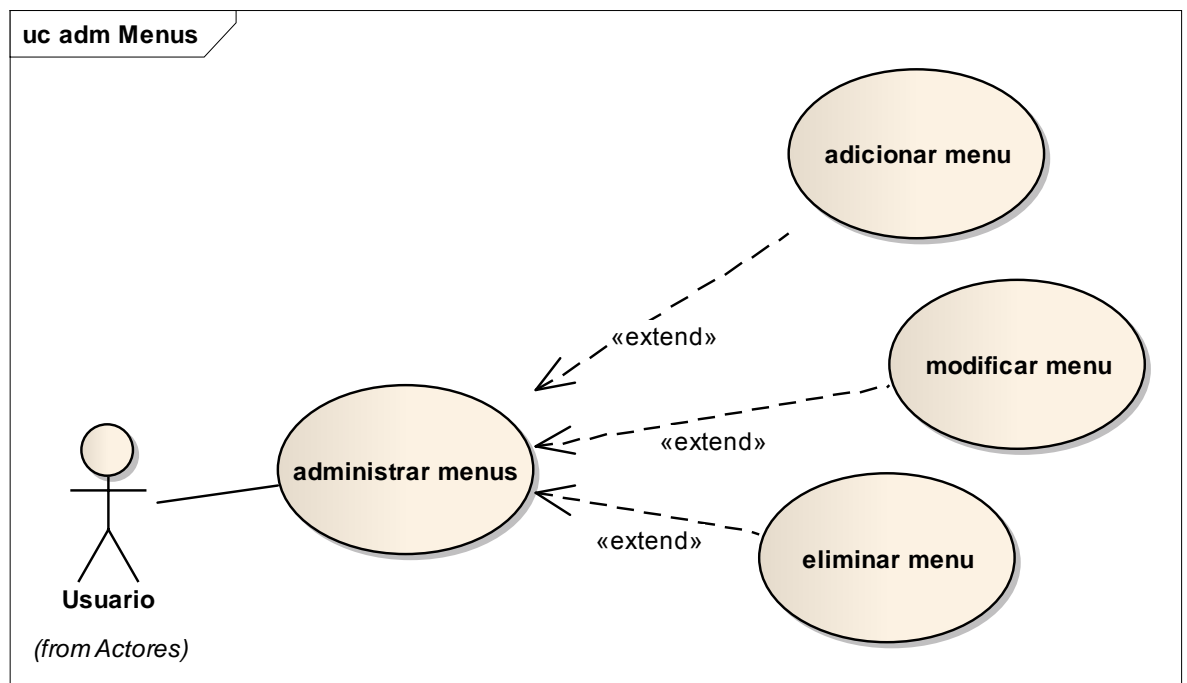 uc adm Menus
adicionar menu
«extend»
modificar menu
«extend»
administrar menus
«extend»
eliminar menu
Usuario
(from Actores)